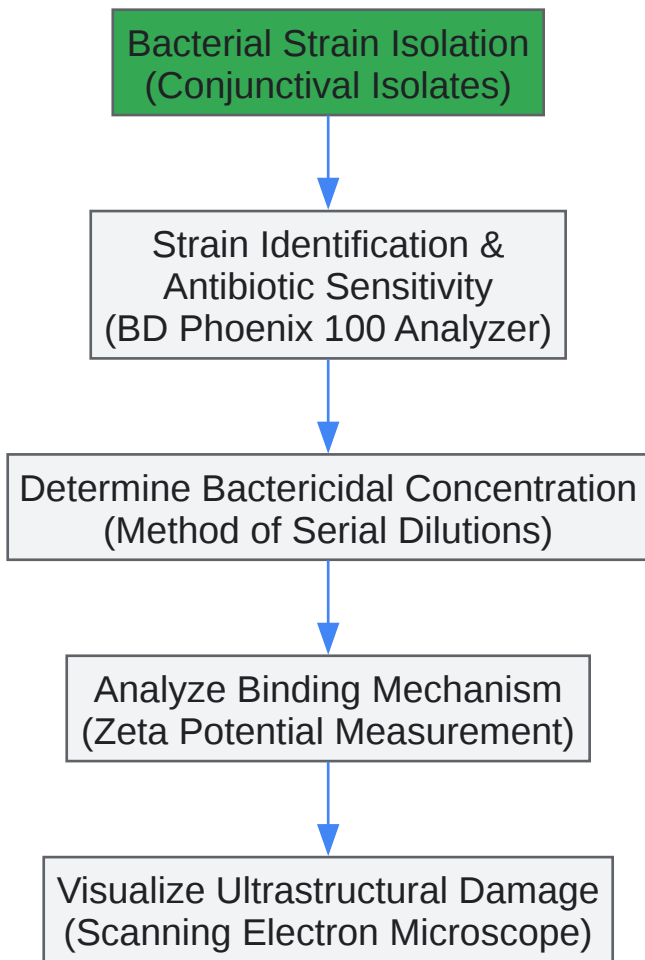 Bacterial Strain Isolation
(Conjunctival Isolates)
Strain Identification &
Antibiotic Sensitivity
(BD Phoenix 100 Analyzer)
Determine Bactericidal Concentration
(Method of Serial Dilutions)
Analyze Binding Mechanism
(Zeta Potential Measurement)
Visualize Ultrastructural Damage
(Scanning Electron Microscope)